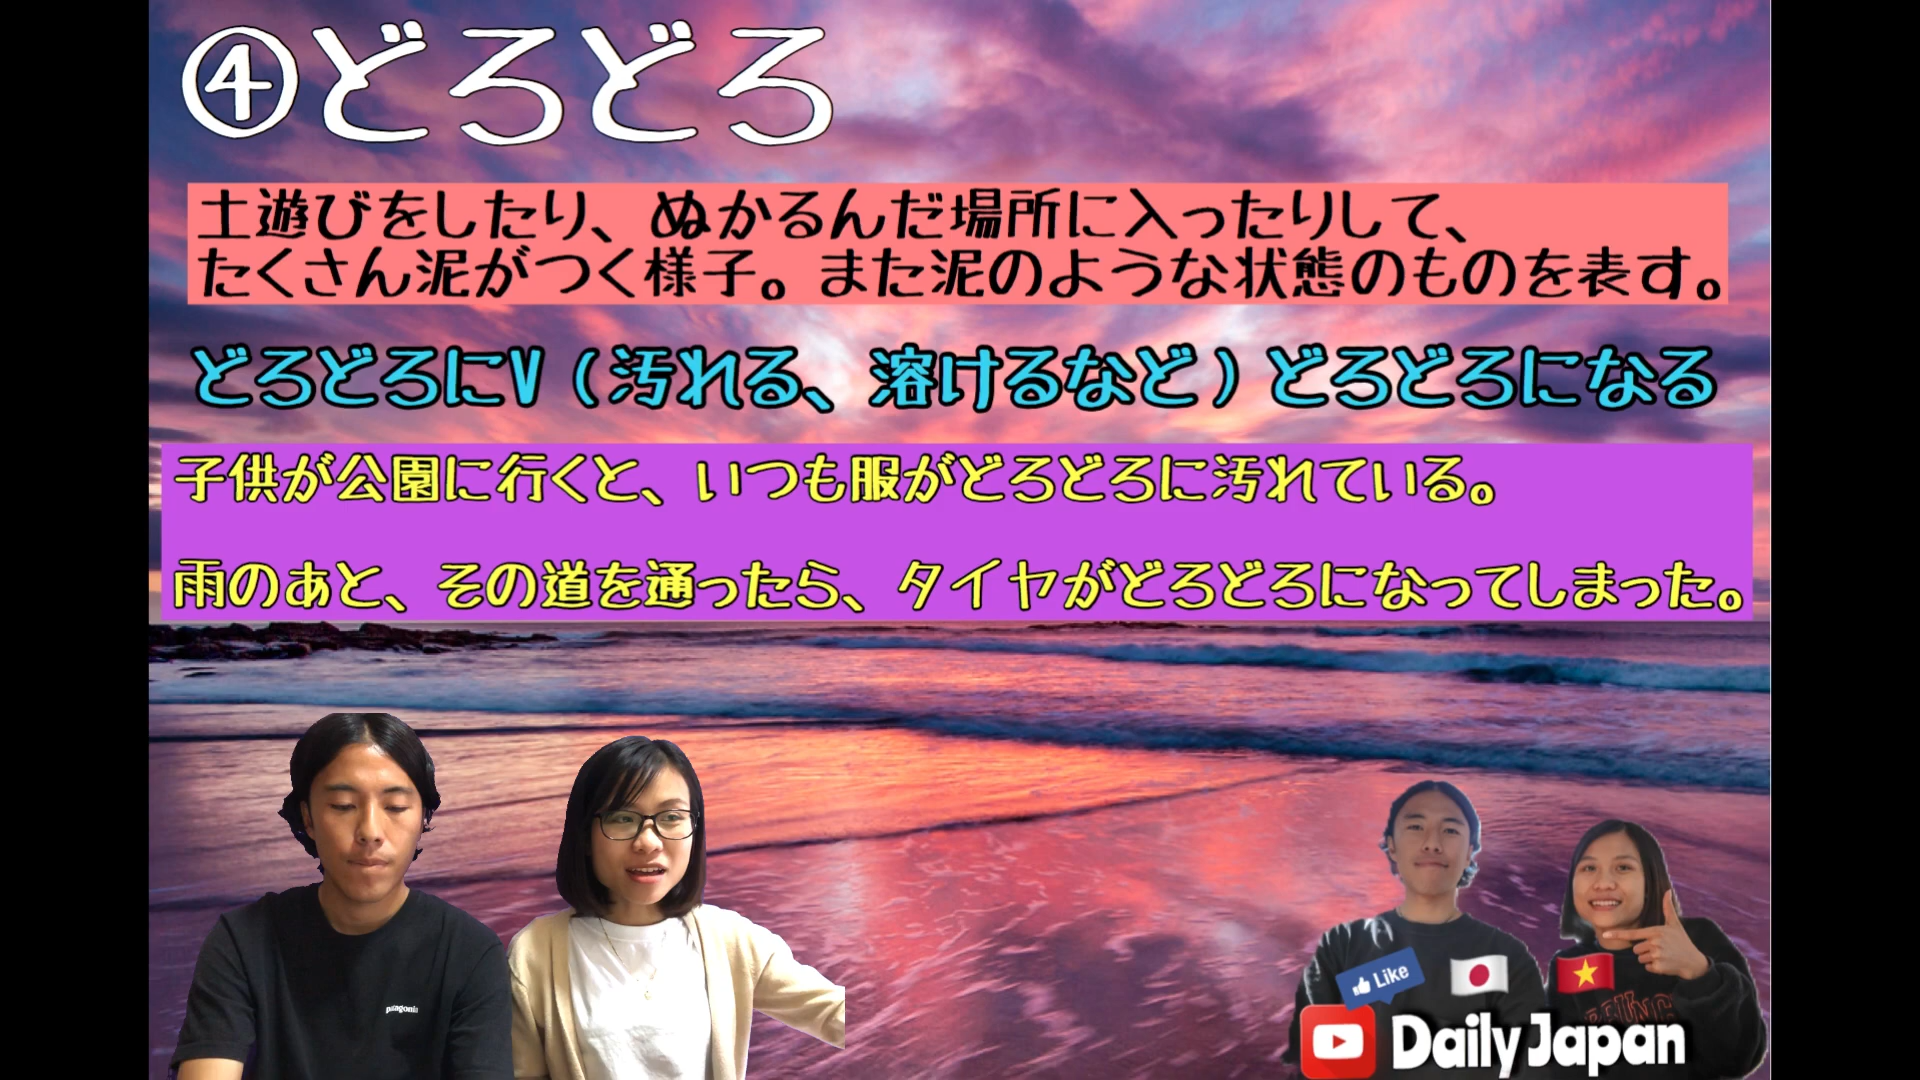 ④どろどろ
土遊びをしたり、ぬかるんだ場所に入ったりして、
たくさん泥がつく様子。また泥のような状態のものを表す。
どろどろにV（汚れる、溶けるなど）どろどろになる
子供が公園に行くと、いつも服がどろどろに汚れている。
雨のあと、その道を通ったら、タイヤがどろどろになってしまった。
patagonia
Like
Daily Japan